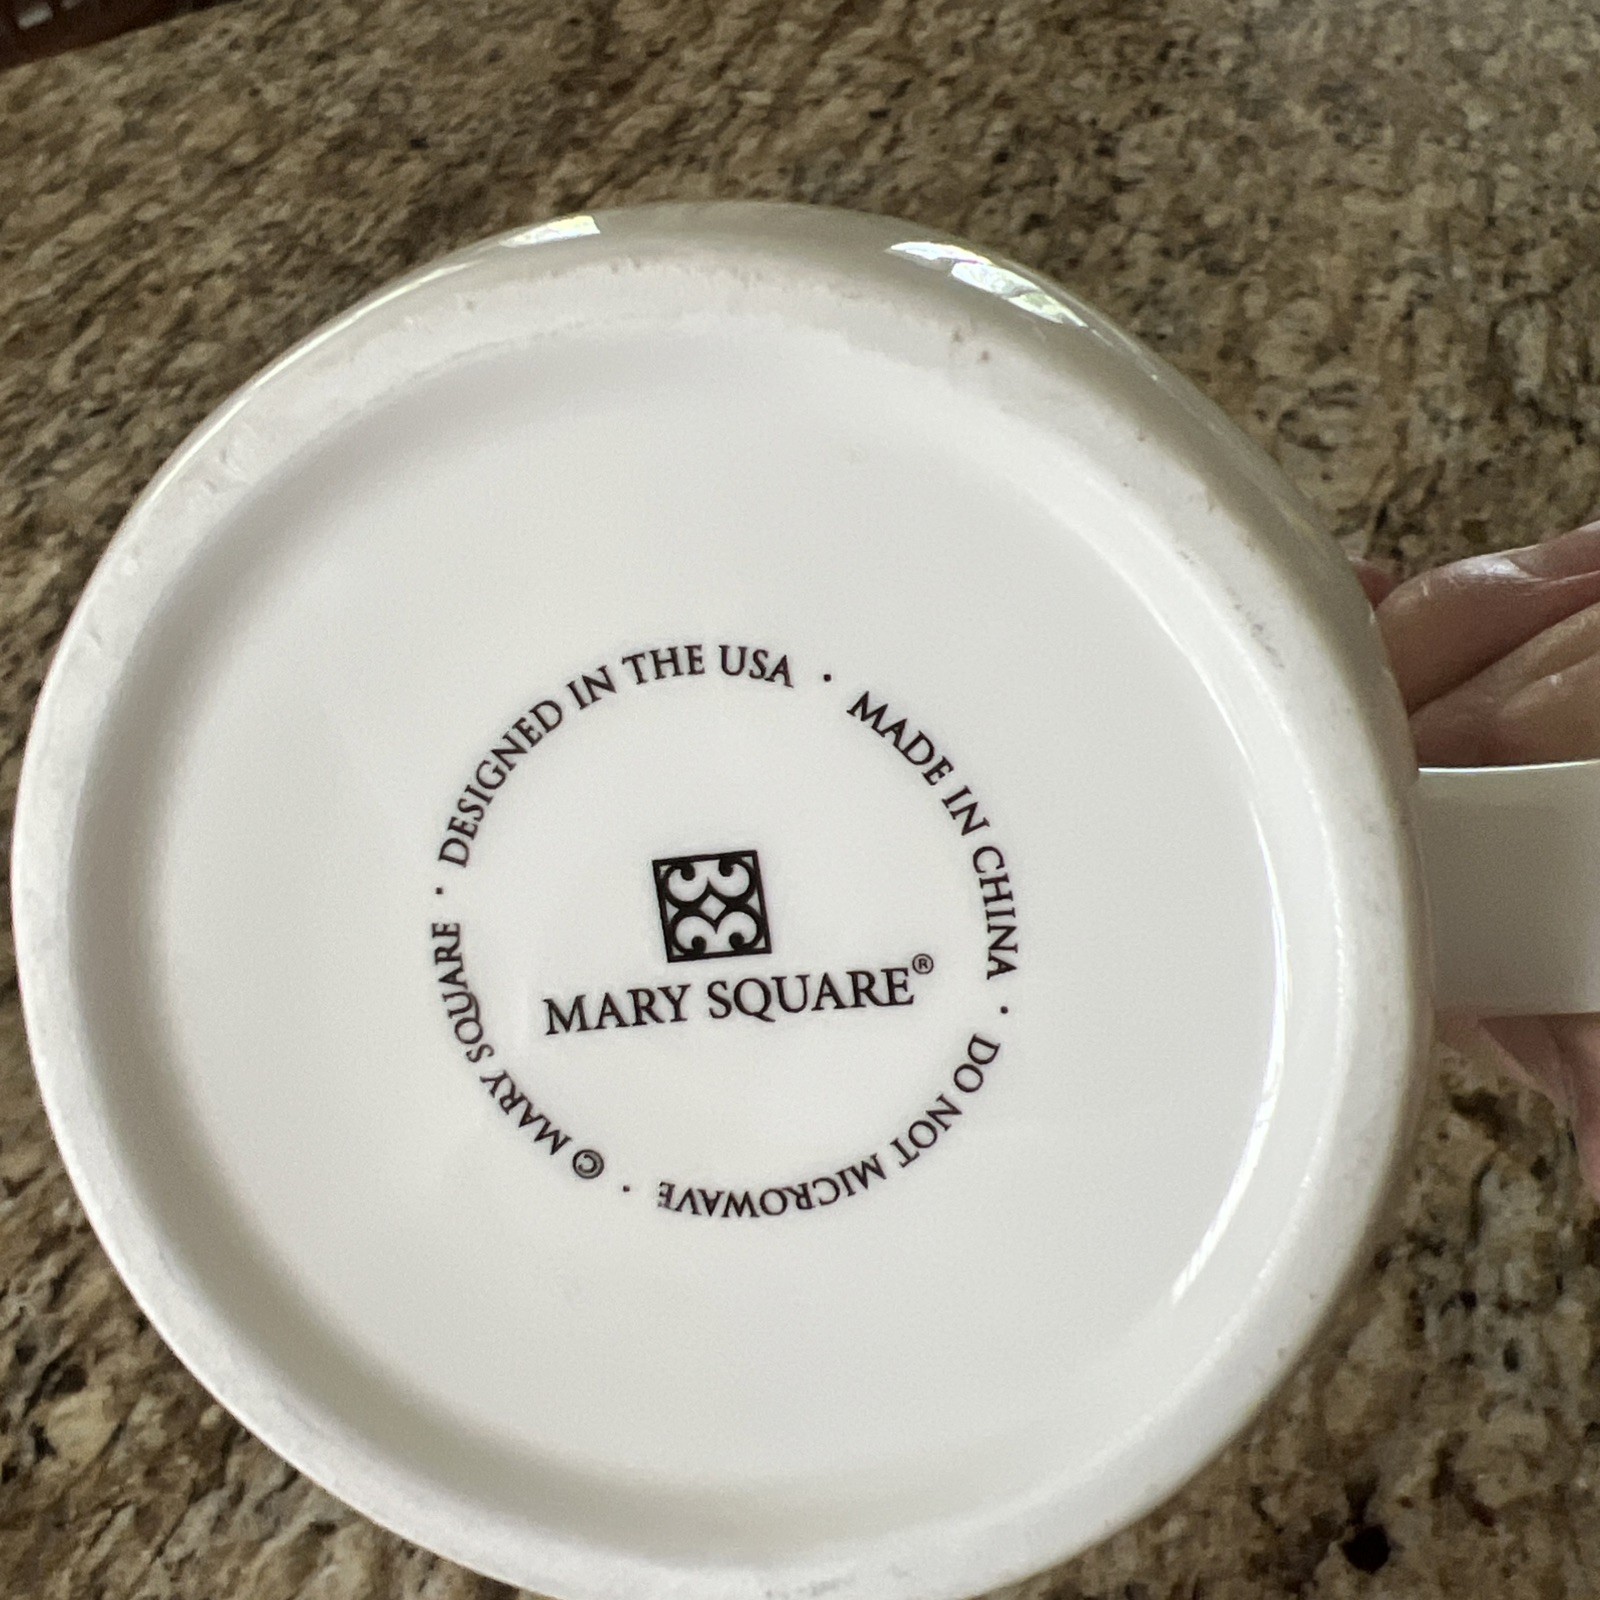 MARY SQUARE®
© MARY SQUARE · DESIGNED IN THE USA · MADE IN CHINA · DO NOT MICROWAVE ·